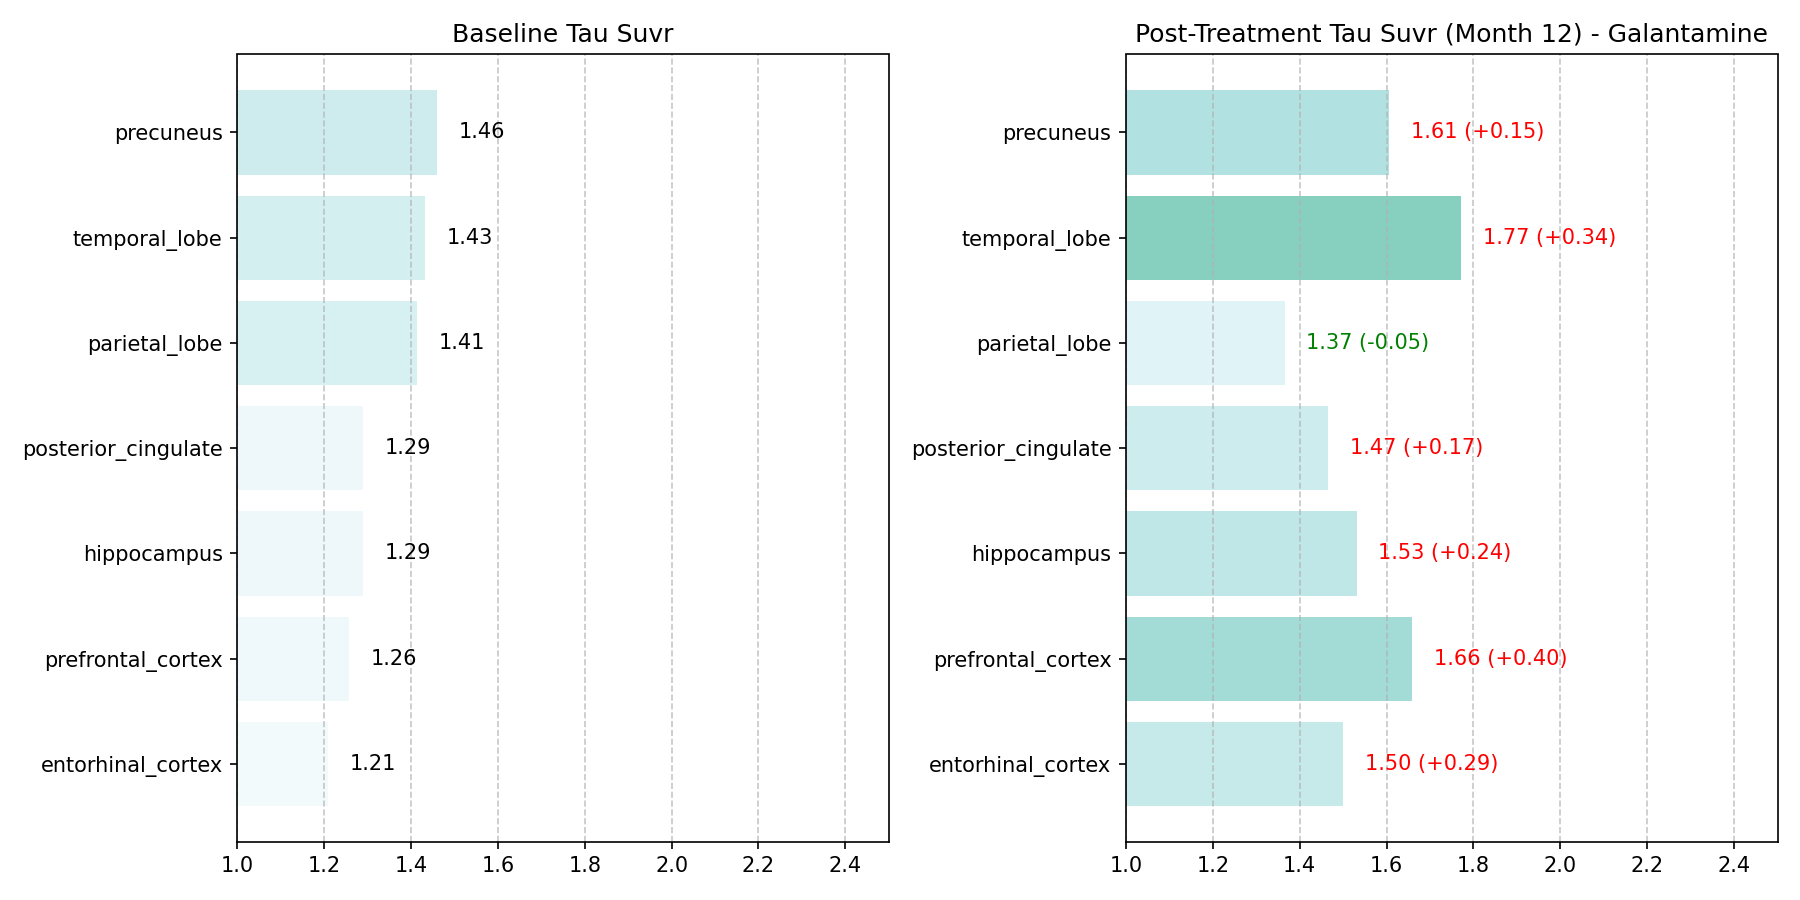 Baseline Tau Suvr
precuneus
1.46
temporal_lobe
1.43
parietal_lobe
1.41
posterior_cingulate
1.29
hippocampus
1.29
prefrontal_cortex
1.26
entorhinal_cortex
1.21
1.0 1.2 1.4 1.6 1.8 2.0 2.2 2.4
Post-Treatment Tau Suvr (Month 12) - Galantamine
precuneus
1.61 (+0.15)
temporal_lobe
1.77 (+0.34)
parietal_lobe
1.37 (-0.05)
posterior_cingulate
1.47 (+0.17)
hippocampus
1.53 (+0.24)
prefrontal_cortex
1.66 (+0.40)
entorhinal_cortex
1.50 (+0.29)
1.0 1.2 1.4 1.6 1.8 2.0 2.2 2.4